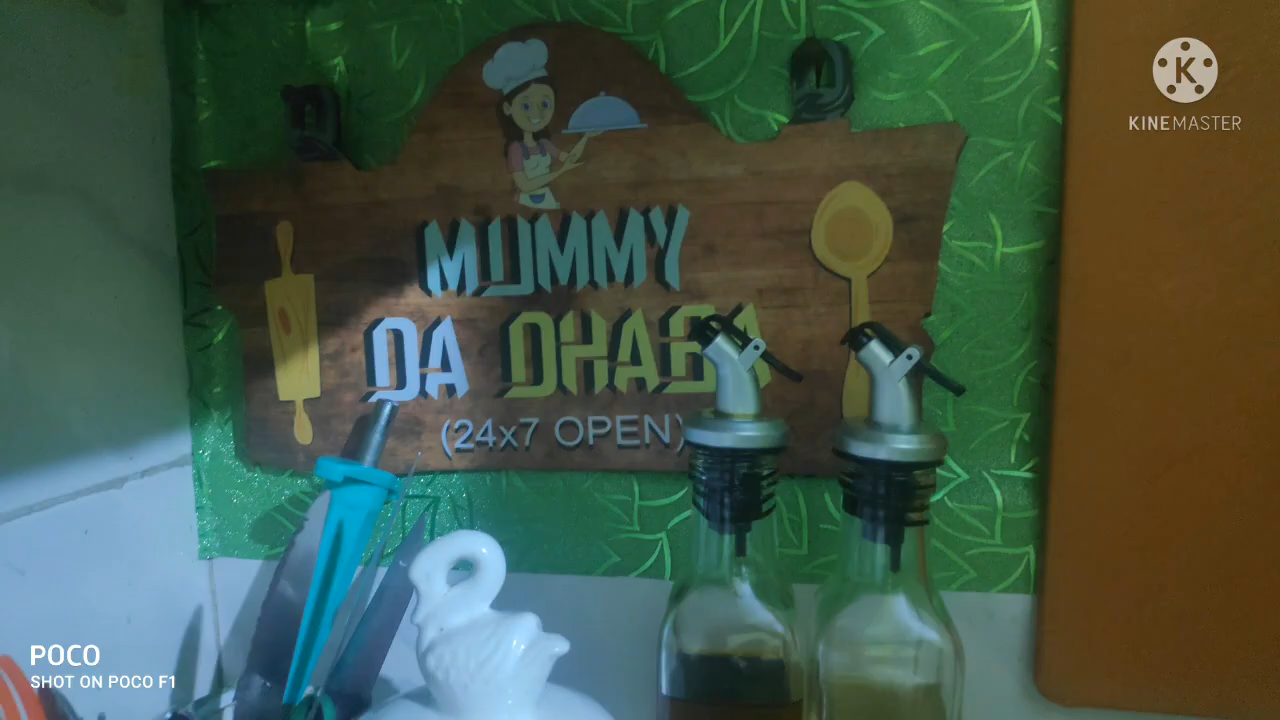 K
KINEMASTER
MUMMY
DA DHABA
(24x7 OPEN)
POCO
SHOT ON POCO F1